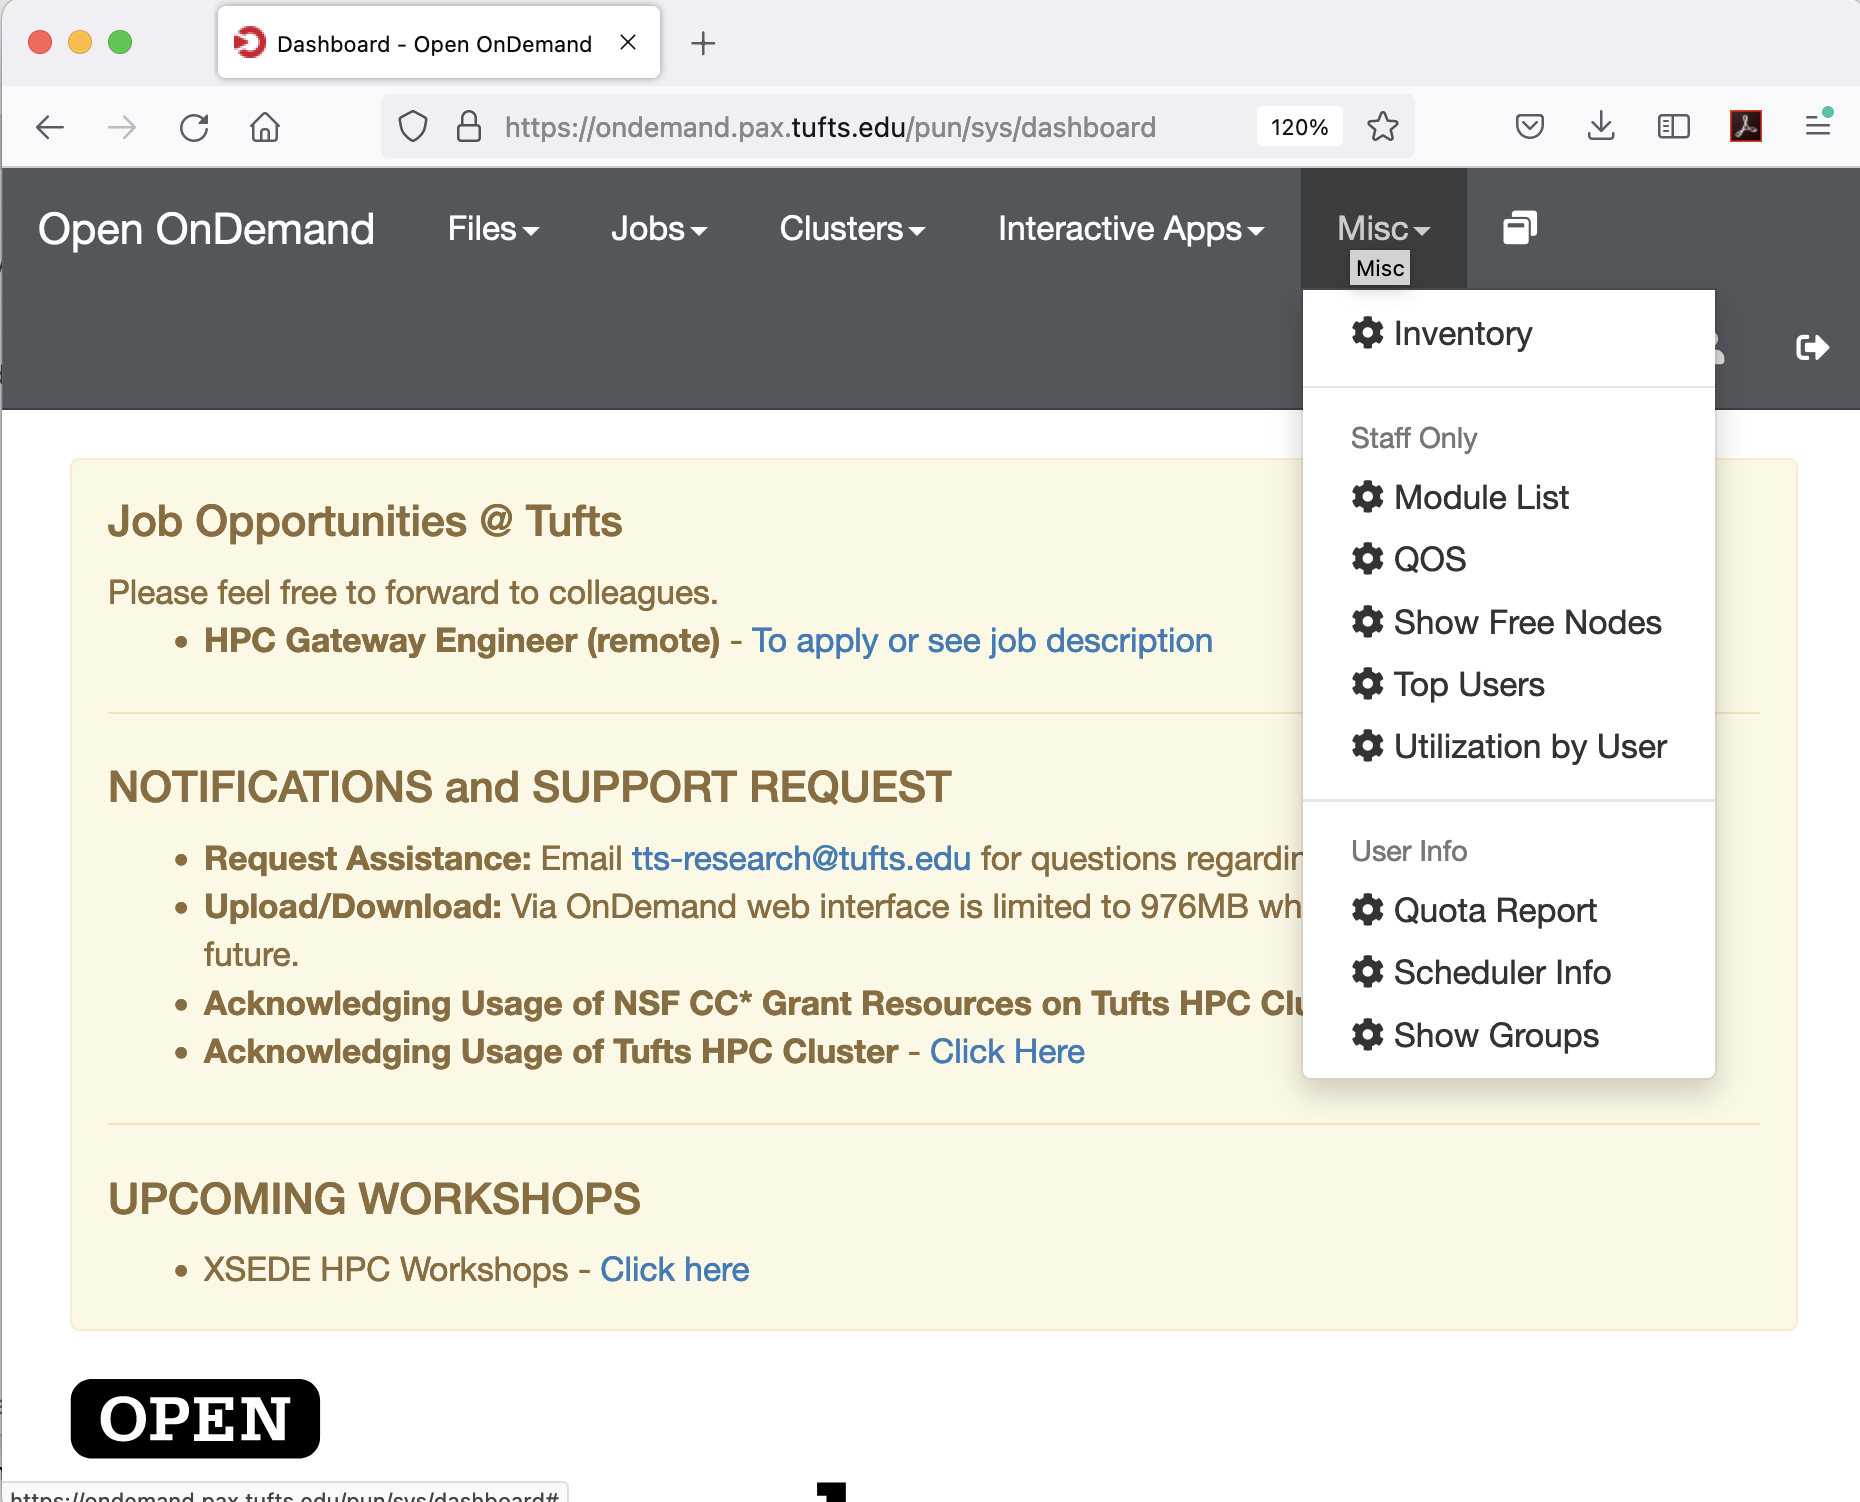 Dashboard - Open OnDemand
https://ondemand.pax.tufts.edu/pun/sys/dashboard
120%
Open OnDemand
Files
Jobs
Clusters
Interactive Apps
Misc
Misc
Inventory
Staff Only
Module List
QOS
Show Free Nodes
Top Users
Utilization by User
User Info
Quota Report
Scheduler Info
Show Groups
Job Opportunities @ Tufts
Please feel free to forward to colleagues.
• HPC Gateway Engineer (remote) - To apply or see job description
NOTIFICATIONS and SUPPORT REQUEST
• Request Assistance: Email tts-research@tufts.edu for questions
• Upload/Download: Via OnDemand web interface is limited to 976MB
future.
• Acknowledging Usage of NSF CC* Grant Resources on Tufts HPC
• Acknowledging Usage of Tufts HPC Cluster - Click Here
UPCOMING WORKSHOPS
• XSEDE HPC Workshops - Click here
OPEN
https://ondemand.pax.tufts.edu/pun/sys/dashboard#